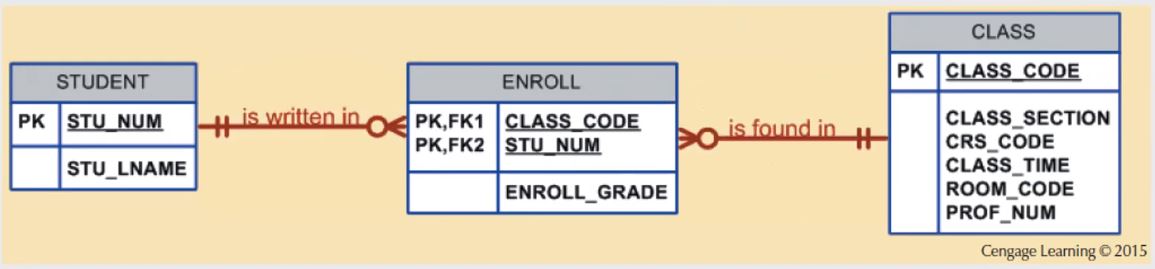 STUDENT
PK STU_NUM
STU_LNAME
is written in
ENROLL
PK,FK1 CLASS_CODE
PK,FK2 STU_NUM
ENROLL_GRADE
is found in
CLASS
PK CLASS_CODE
CLASS_SECTION
CRS_CODE
CLASS_TIME
ROOM_CODE
PROF_NUM
Cengage Learning © 2015